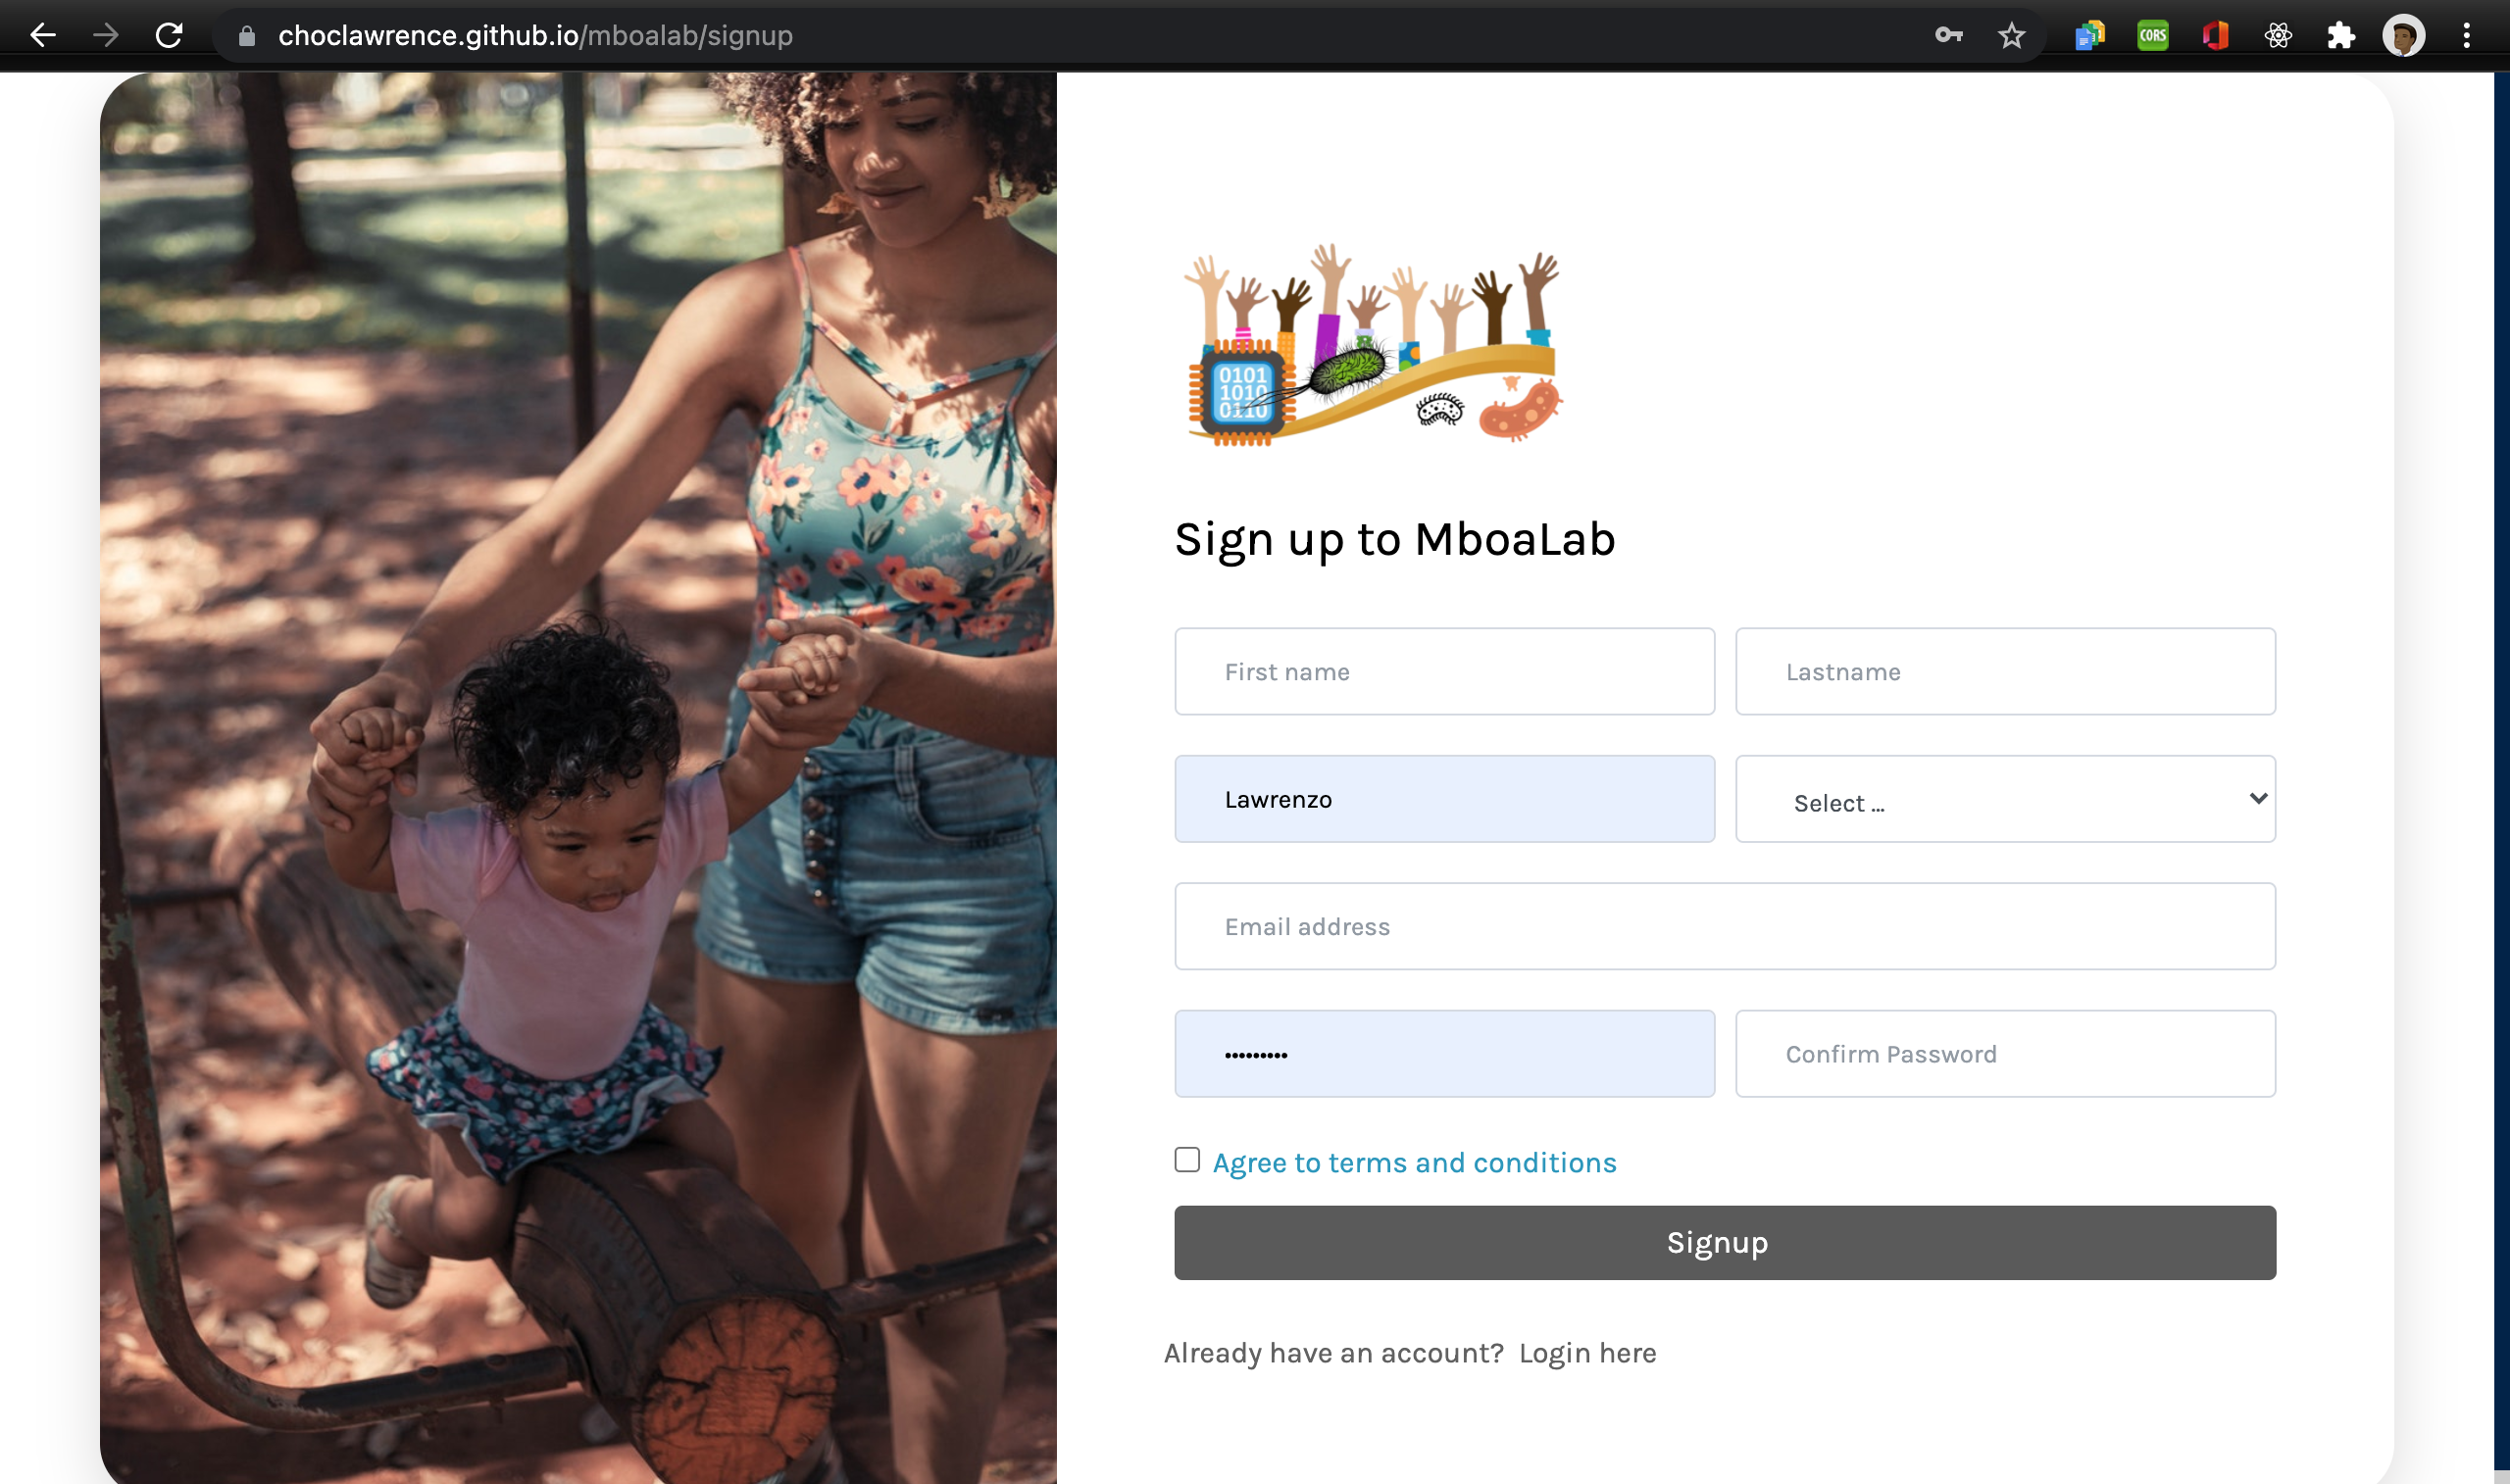 choclawrence.github.io/mboalab/signup
CORS
0101
1010
0110
Sign up to MboaLab
First name
Lastname
Lawrenzo
Select ...
Email address
•••••••••
Confirm Password
Agree to terms and conditions
Signup
Already have an account? Login here